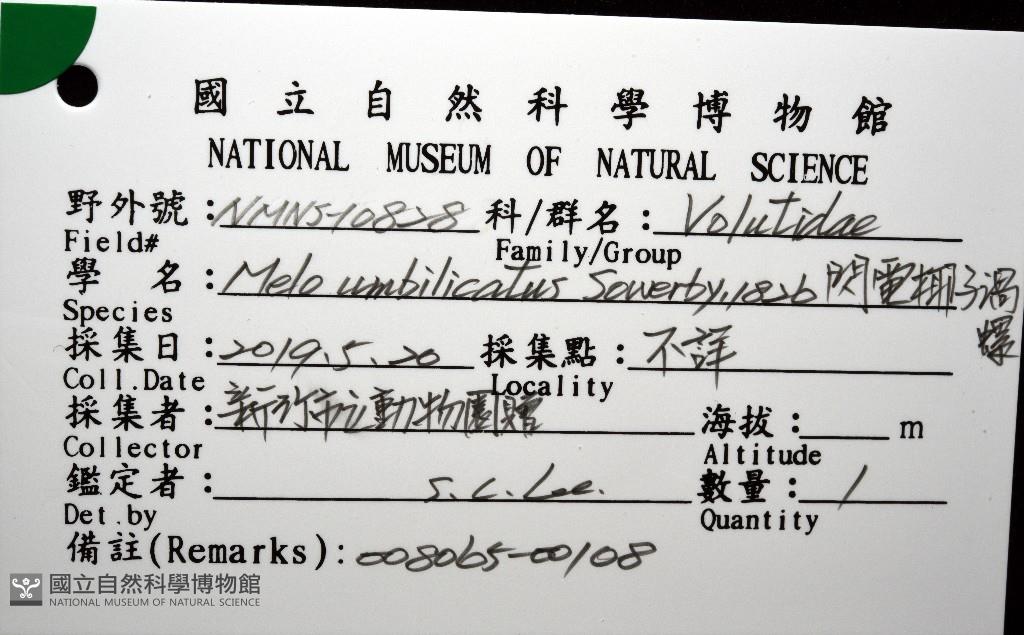 國立自然科學博物館
NATIONAL MUSEUM OF NATURAL SCIENCE
野外號:NMNS-10828 科/群名:Volutidae
Field# Family/Group
學名:Melo umbilicatus Sowerby, 1826 閃電椰子渦螺
Species
採集日:2019.5.20 採集點:不詳
Coll.Date Locality
採集者:新竹市立動物園贈 海拔: m
Collector Altitude
鑑定者: S.C.Lee. 數量:1
Det.by Quantity
備註(Remarks):008065-00108
國立自然科學博物館
NATIONAL MUSEUM OF NATURAL SCIENCE